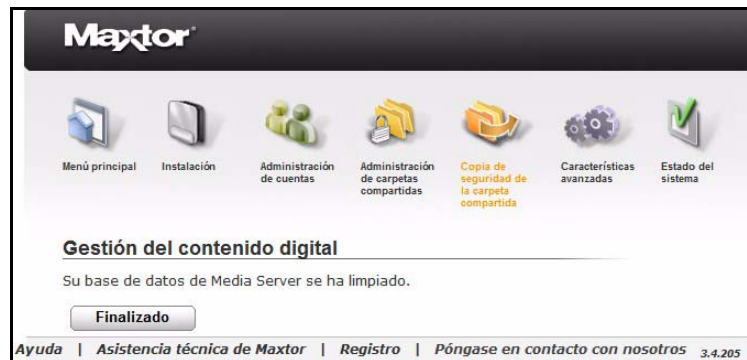 Maxtor
Menú principal
Instalación
Administración
de cuentas
Administración
de carpetas
compartidas
Copia de
seguridad de
la carpeta
compartida
Características
avanzadas
Estado del
sistema
Gestión del contenido digital
Su base de datos de Media Server se ha limpiado.
Finalizado
Ayuda | Asistencia técnica de Maxtor | Registro | Póngase en contacto con nosotros 3.4.205